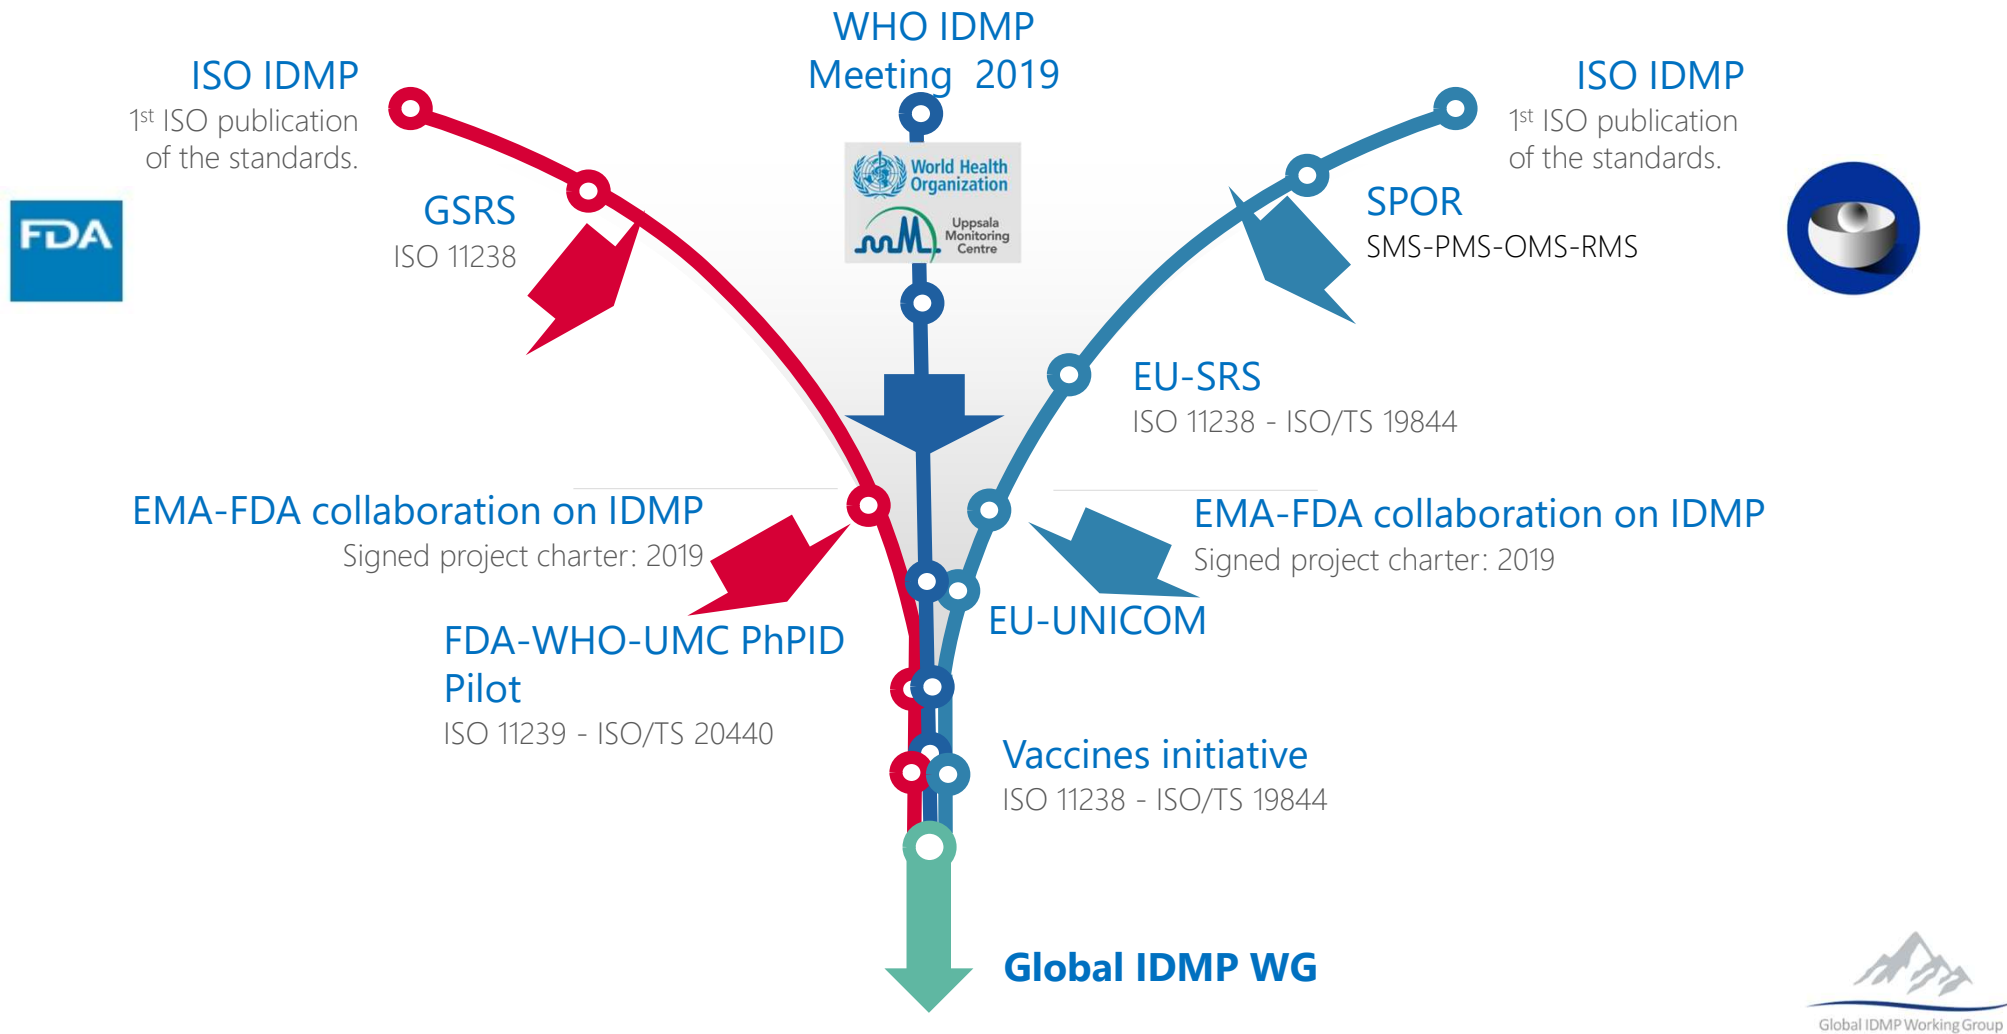 WHO IDMP
Meeting 2019
ISO IDMP
1st ISO publication
of the standards.
ISO IDMP
1st ISO publication
of the standards.
World Health
Organization
Uppsala
Monitoring
Centre
FDA
GSRS
ISO 11238
SPOR
SMS-PMS-OMS-RMS
EU-SRS
ISO 11238 - ISO/TS 19844
EMA-FDA collaboration on IDMP
Signed project charter: 2019
EMA-FDA collaboration on IDMP
Signed project charter: 2019
EU-UNICOM
FDA-WHO-UMC PhPID
Pilot
ISO 11239 - ISO/TS 20440
Vaccines initiative
ISO 11238 - ISO/TS 19844
Global IDMP WG
Global IDMP Working Group